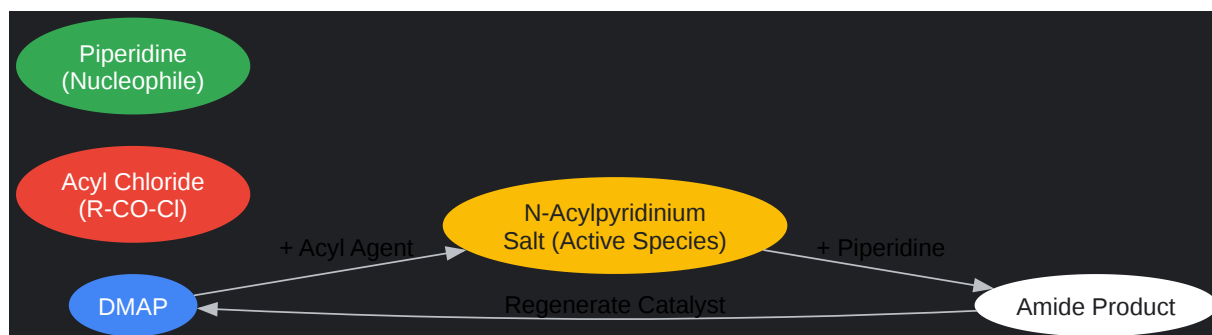 Piperidine
(Nucleophile)
Acyl Chloride
(R-CO-Cl)
N-Acylpyridinium
Salt (Active Species)
+ Acyl Agent
+ Piperidine
DMAP
Regenerate Catalyst
Amide Product